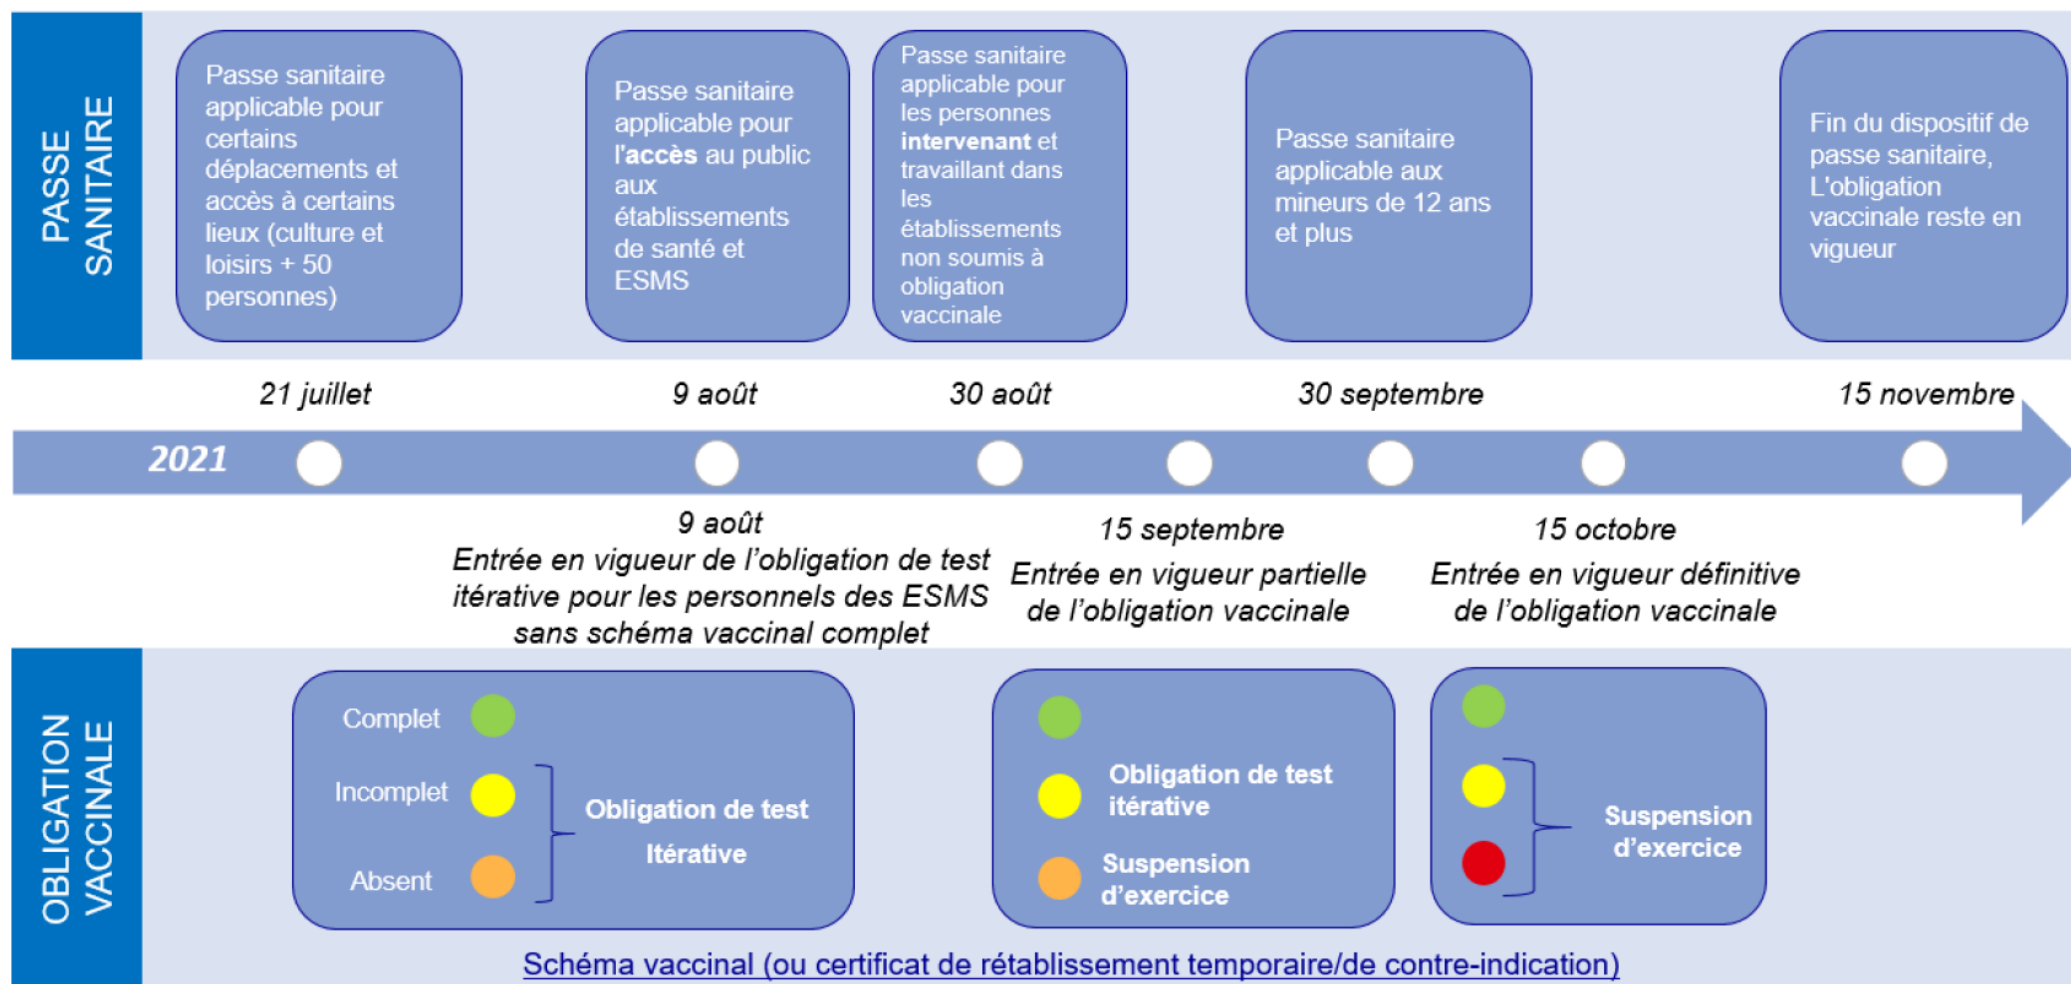 PASSE
SANITAIRE
Passe sanitaire
applicable pour
certains
déplacements et
accès à certains
lieux (culture et
loisirs + 50
personnes)
Passe sanitaire
applicable pour
l'accès au public
aux
établissements
de santé et
ESMS
Passe sanitaire
applicable pour
les personnes
intervenant et
travaillant dans
les
établissements
non soumis à
obligation
vaccinale
Passe sanitaire
applicable aux
mineurs de 12 ans
et plus
Fin du dispositif de
passe sanitaire,
L'obligation
vaccinale reste en
vigueur
21 juillet
9 août
30 août
30 septembre
15 novembre
2021
9 août
Entrée en vigueur de l’obligation de test
itérative pour les personnels des ESMS
sans schéma vaccinal complet
15 septembre
Entrée en vigueur partielle
de l’obligation vaccinale
15 octobre
Entrée en vigueur définitive
de l’obligation vaccinale
OBLIGATION
VACCINALE
Complet
Incomplet
Absent
Obligation de test
Itérative
Obligation de test
itérative
Suspension
d’exercice
Suspension
d’exercice
Schéma vaccinal (ou certificat de rétablissement temporaire/de contre-indication)